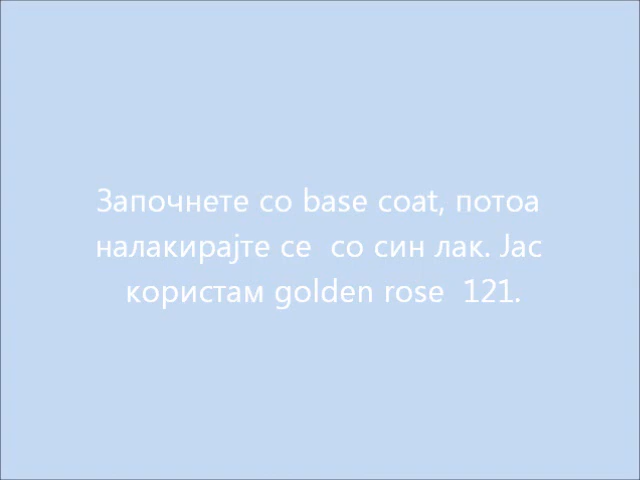 Започнете со base coat, потоа
налакирајте се  со син лак. Јас
користам golden rose  121.